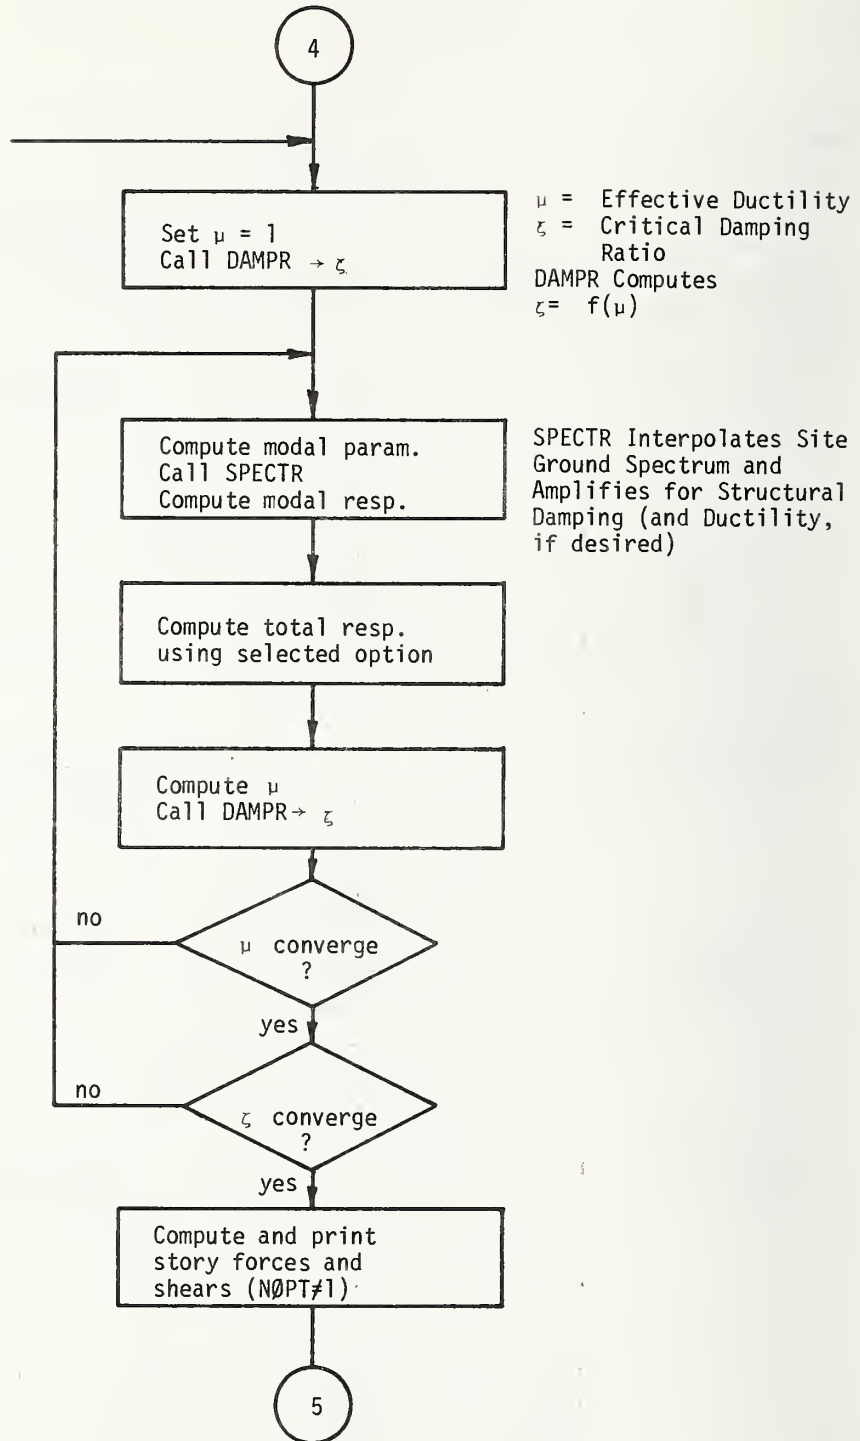 4
Set μ = 1
Call DAMPR → ζ
μ = Effective Ductility
ζ = Critical Damping
Ratio
DAMPR Computes
ζ= f(μ)
Compute modal param.
Call SPECTR
Compute modal resp.
SPECTR Interpolates Site
Ground Spectrum and
Amplifies for Structural
Damping (and Ductility,
if desired)
Compute total resp.
using selected option
Compute μ
Call DAMPR→ ζ
no
μ converge
?
yes
no
ζ converge
?
yes
Compute and print
story forces and
shears (NØPT≠1)
5